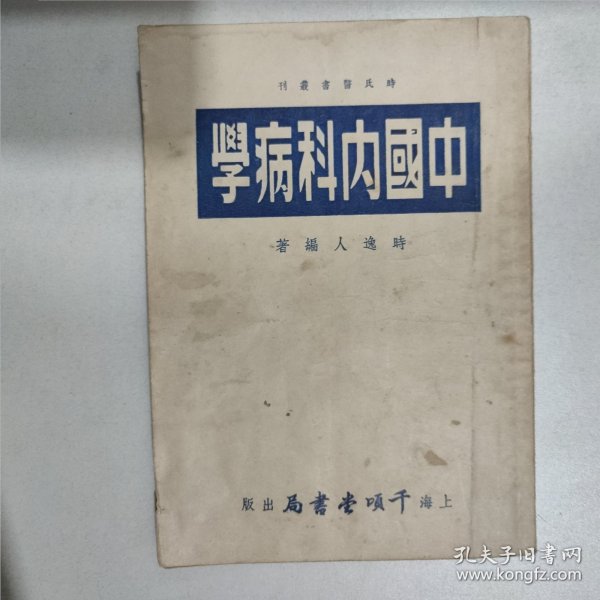 時氏醫書叢刊
中國内科病學
時逸人編著
上海千頃堂書局出版
孔夫子旧书网
www.kongfz.com